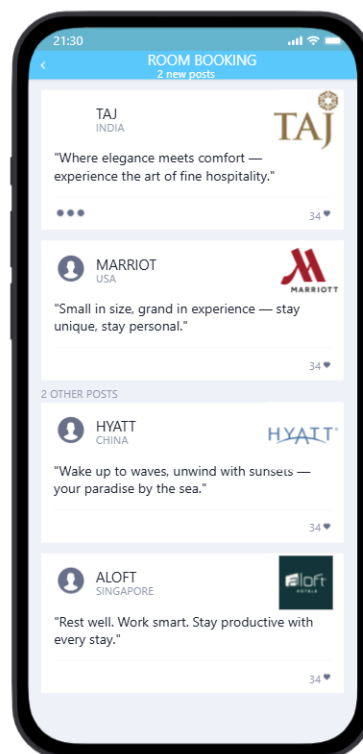 21:30
ROOM BOOKING
2 new posts
TAJ
INDIA
TAJ
"Where elegance meets comfort —
experience the art of fine hospitality."
34
MARRIOT
USA
MARRIOTT
"Small in size, grand in experience — stay
unique, stay personal."
34
2 OTHER POSTS
HYATT
CHINA
HYATT
"Wake up to waves, unwind with sunsets —
your paradise by the sea."
34
ALOFT
SINGAPORE
aloft
HOTELS
"Rest well. Work smart. Stay productive with
every stay."
34